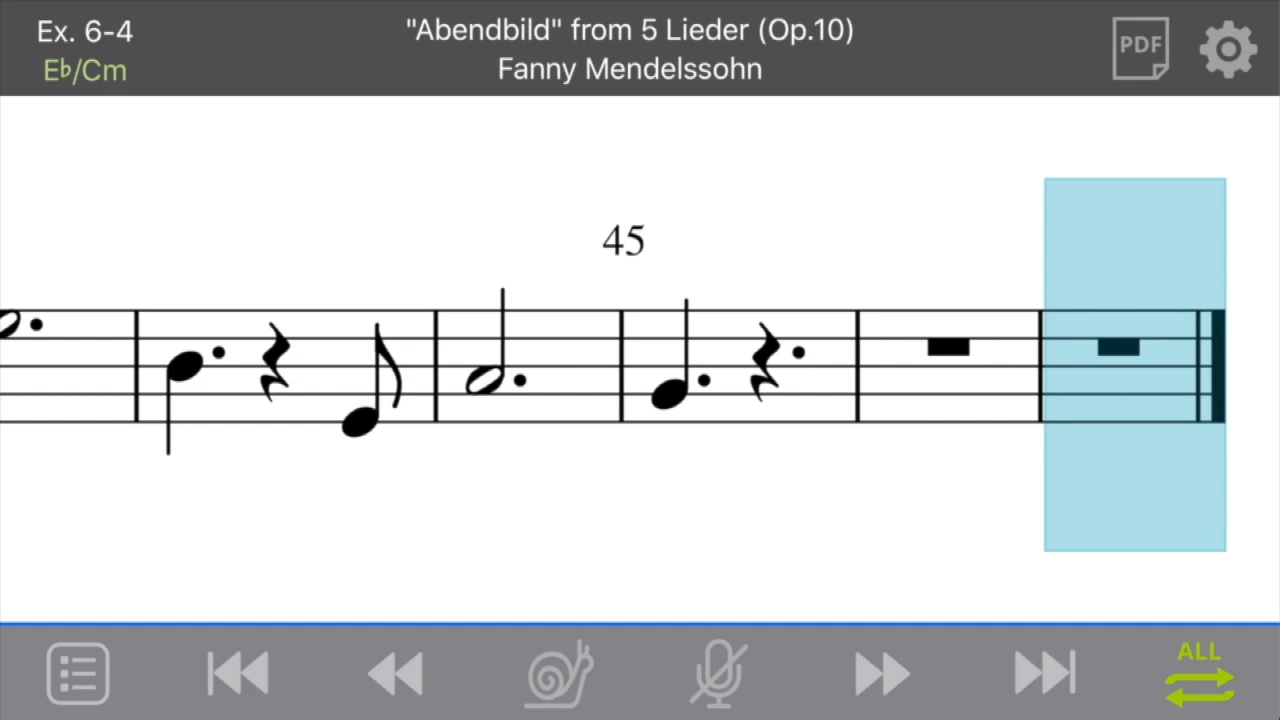 Ex. 6-4
E♭/Cm
"Abendbild" from 5 Lieder (Op.10)
Fanny Mendelssohn
PDF
45
ALL